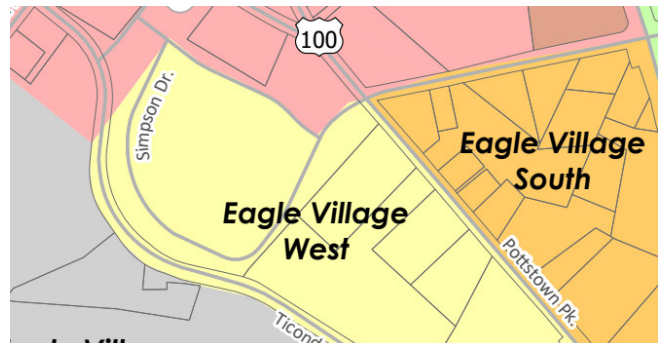 100
Simpson Dr.
Eagle Village
South
Eagle Village
West
Pottstown Pk.